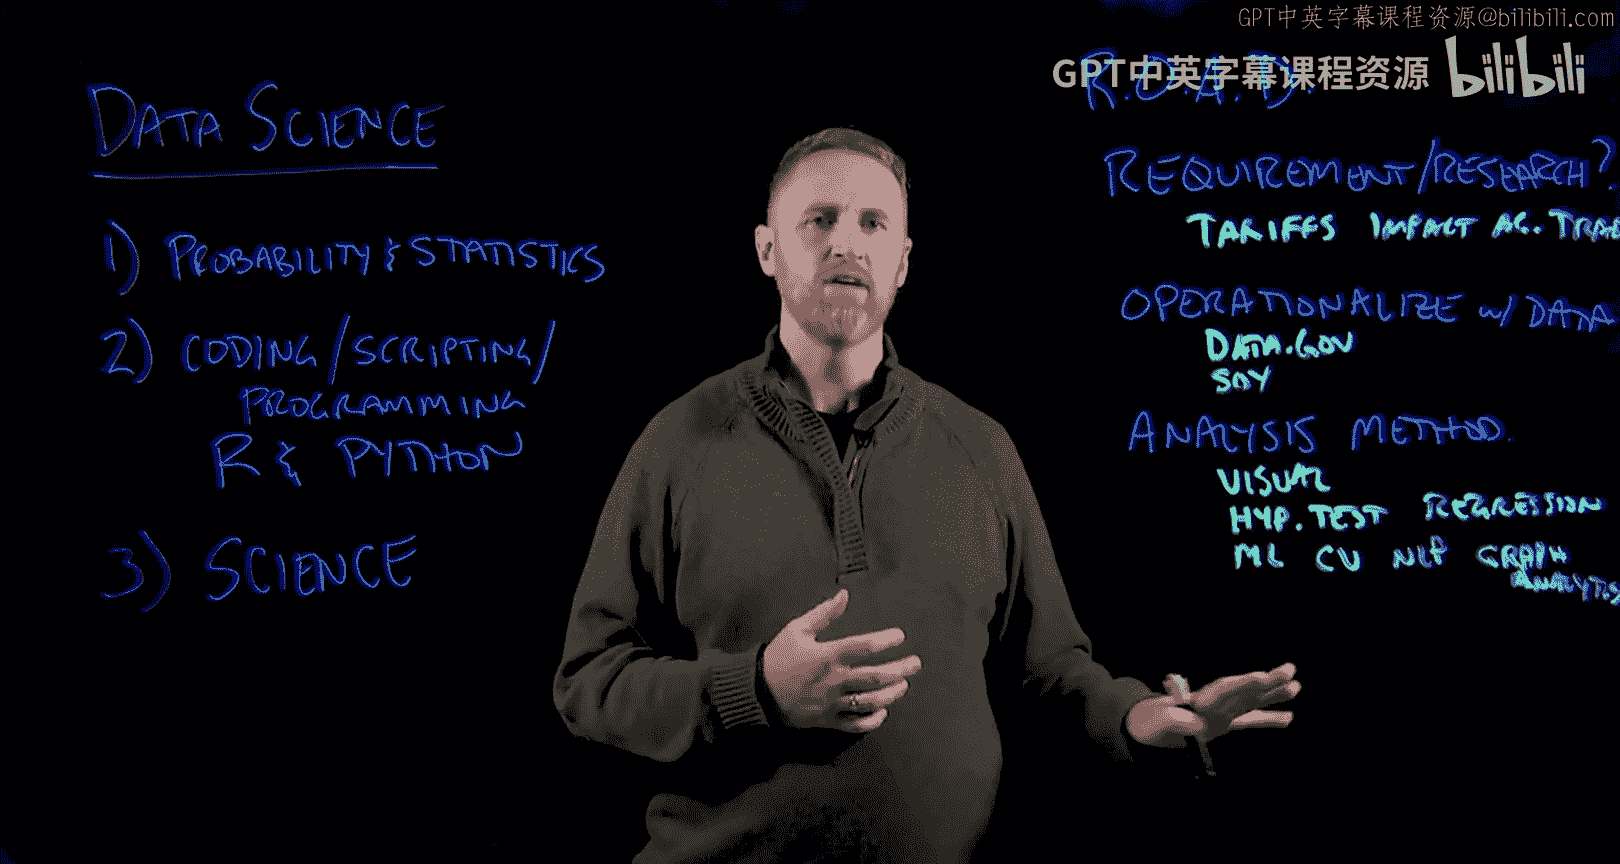 GPT中英字幕课程资源@bilibili.com
GPT中英字幕课程资源 bilibili
DATA SCIENCE
1) PROBABILITY & STATISTICS
2) CODING/SCRIPTING/
PROGRAMMING
R & PYTHON
3) SCIENCE
R.O.A.D.
REQUIREMENT/RESEARCH?
TARIFFS IMPACT AG. TRAD
OPERATIONALIZE w/ DATA
DATA.GOV
SOY
ANALYSIS METHOD.
VISUAL
HYP. TEST REGRESSION
ML CV NLP GRAPH
ANALYTICS